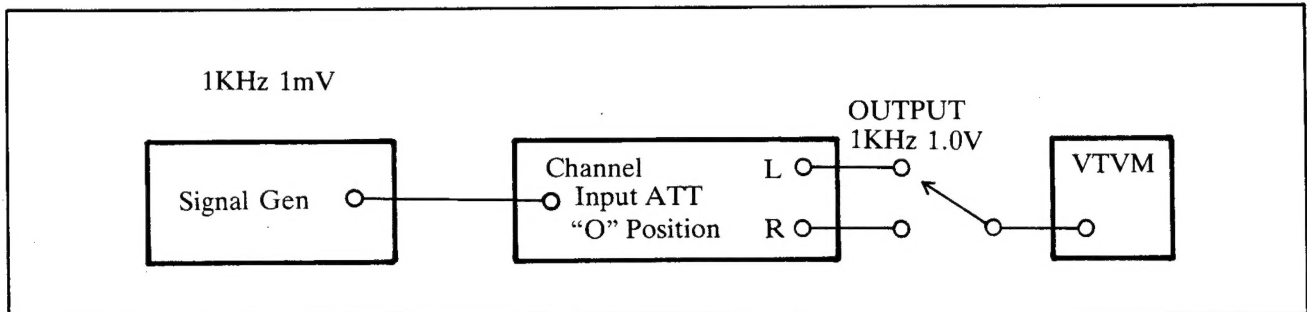 1KHz 1mV
Signal Gen
Channel
Input ATT
“O” Position
L
R
OUTPUT
1KHz 1.0V
VTVM